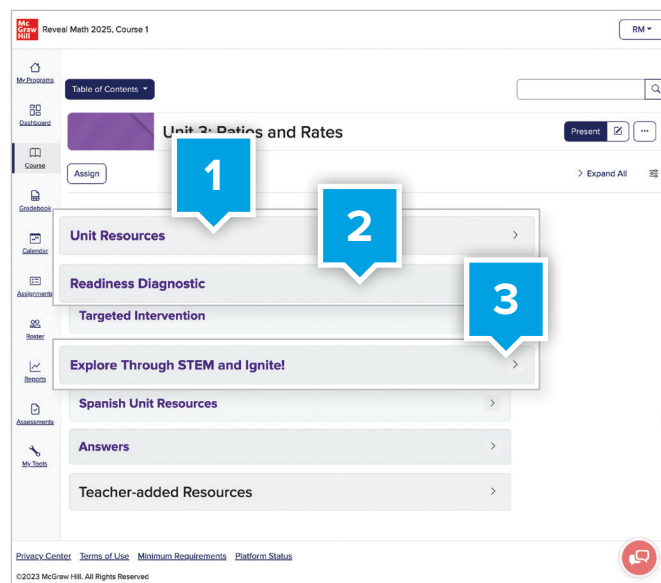 Mc
Graw
Hill
Reveal Math 2025, Course 1
RM
My Programs
Table of Contents
Dashboard
Unit 3: Ratios and Rates
Present
Course
Assign
1
Expand All
Gradebook
2
Unit Resources
Calendar
3
Readiness Diagnostic
Assignments
Targeted Intervention
Roster
Explore Through STEM and Ignite!
Reports
Spanish Unit Resources
Assessments
Answers
My Tools
Teacher-added Resources
Privacy Center Terms of Use Minimum Requirements Platform Status
©2023 McGraw Hill. All Rights Reserved